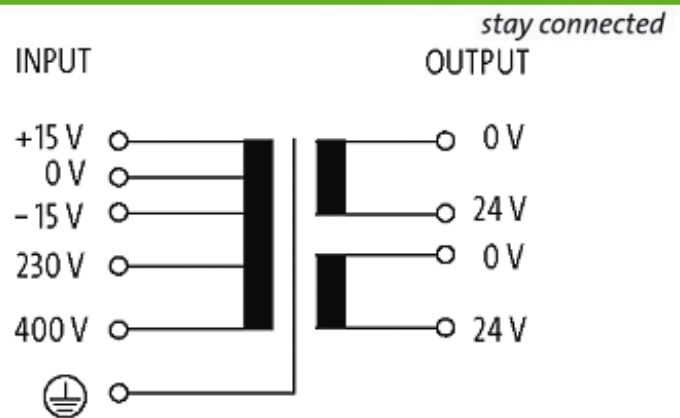 stay connected
INPUT
OUTPUT
+15 V
0 V
0 V
-15 V
24 V
230 V
0 V
400 V
24 V